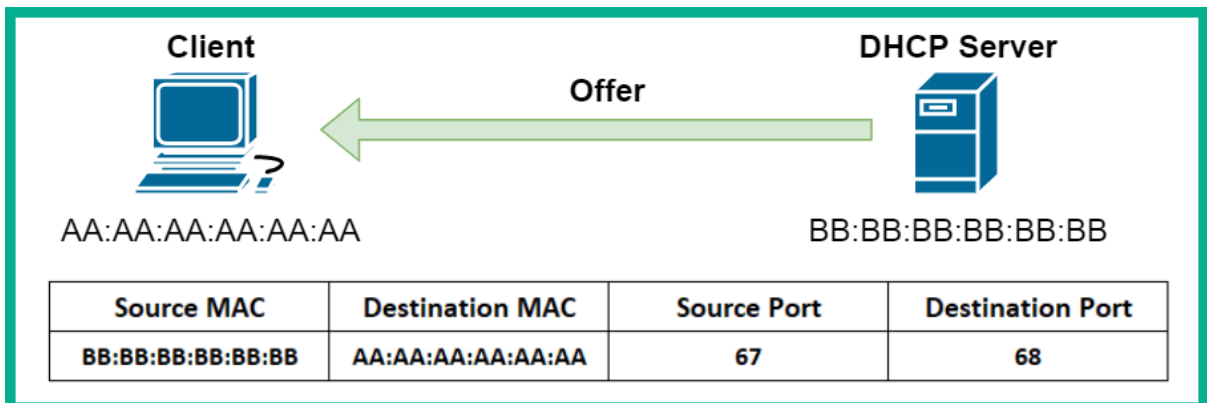 Client DHCP Server
Offer
AA:AA:AA:AA:AA:AA BB:BB:BB:BB:BB:BB
Source MAC Destination MAC Source Port Destination Port
BB:BB:BB:BB:BB:BB AA:AA:AA:AA:AA:AA 67 68